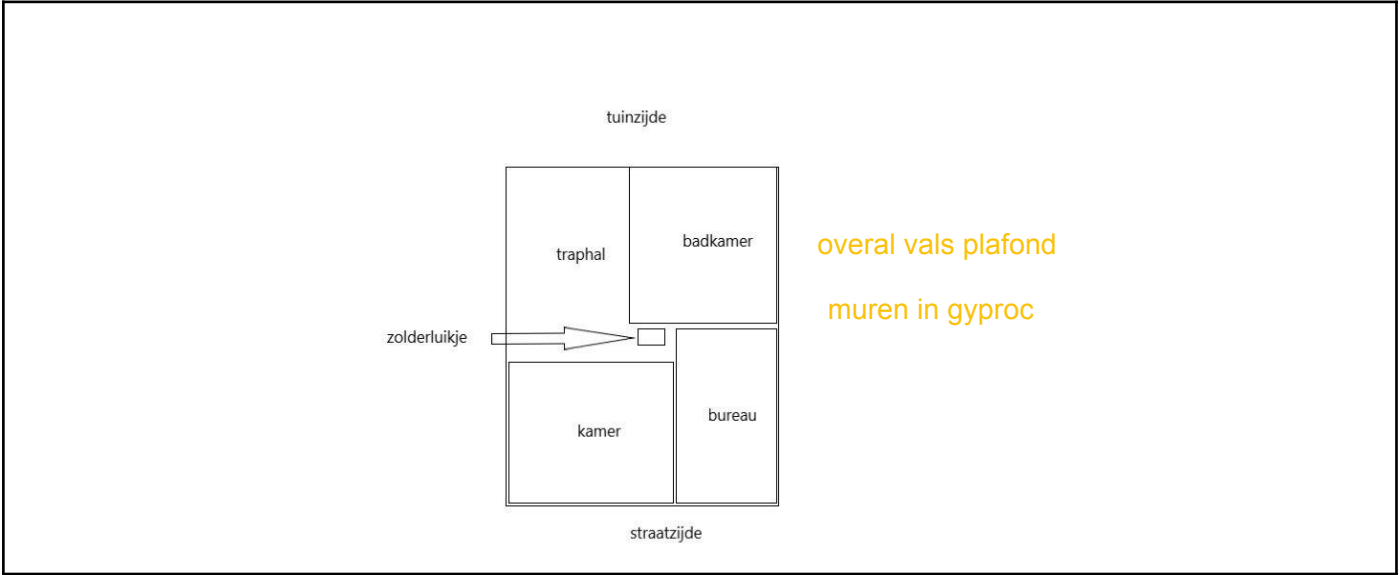 tuinzijde
traphal
badkamer
overal vals plafond
muren in gyproc
zolderluikje
kamer
bureau
straatzijde